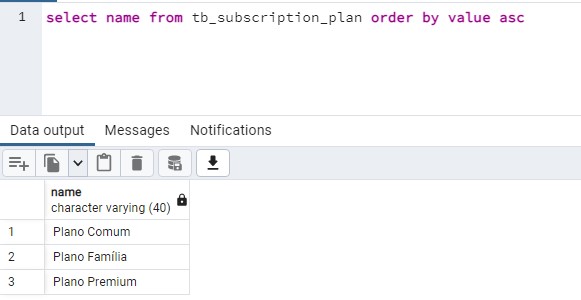 1 select name from tb_subscription_plan order by value asc
Data output Messages Notifications
name
character varying (40)
1 Plano Comum
2 Plano Família
3 Plano Premium